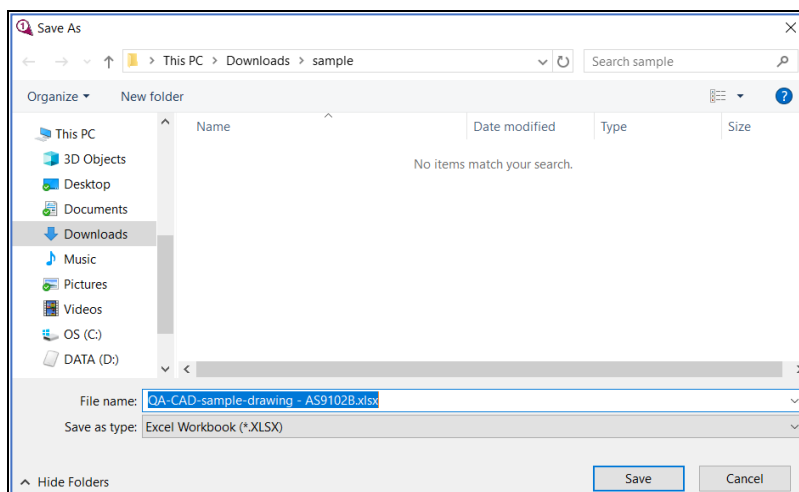 Save As
This PC > Downloads > sample
Search sample
Organize
New folder
?
Name
Date modified
Type
Size
No items match your search.
This PC
3D Objects
Desktop
Documents
Downloads
Music
Pictures
Videos
OS (C:)
DATA (D:)
File name: QA-CAD-sample-drawing - AS9102B.xlsx
Save as type: Excel Workbook (*.XLSX)
Hide Folders
Save
Cancel